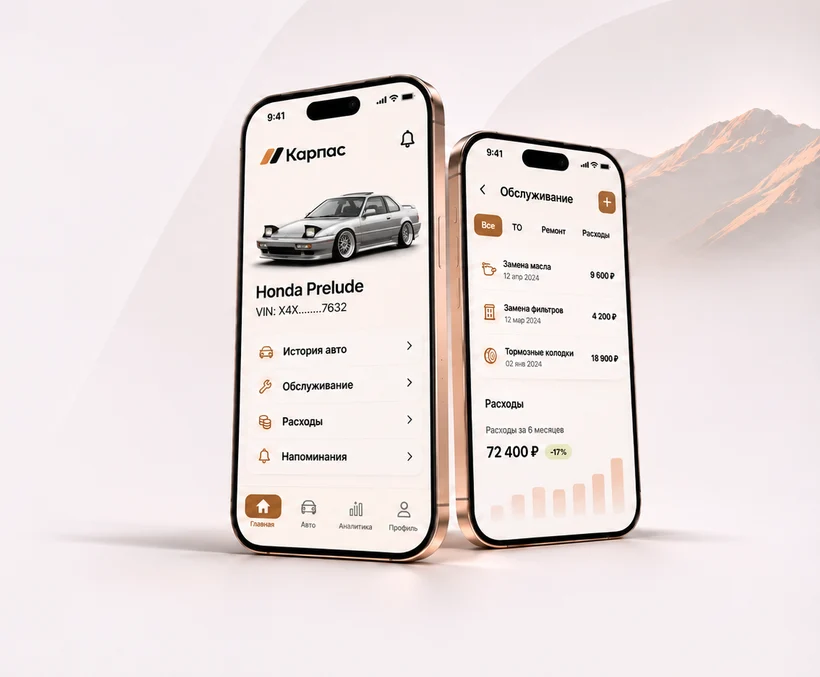 9:41
Карпас
Honda Prelude
VIN: X4X........7632
История авто
Обслуживание
Расходы
Напоминания
Главная
Авто
Аналитика
Профиль
9:41
Обслуживание
Все
ТО
Ремонт
Расходы
Замена масла
12 апр 2024
9 600 ₽
Замена фильтров
12 мар 2024
4 200 ₽
Тормозные колодки
02 янв 2024
18 900 ₽
Расходы
Расходы за 6 месяцев
72 400 ₽
-17%